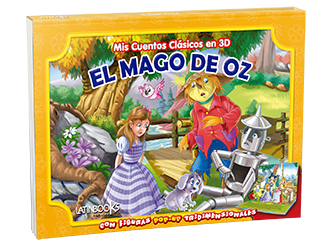 Mis Cuentos Clásicos en 3D
EL MAGO DE OZ
LATINBOOKS
CON FIGURAS POP-UP TRIDIMENSIONALES